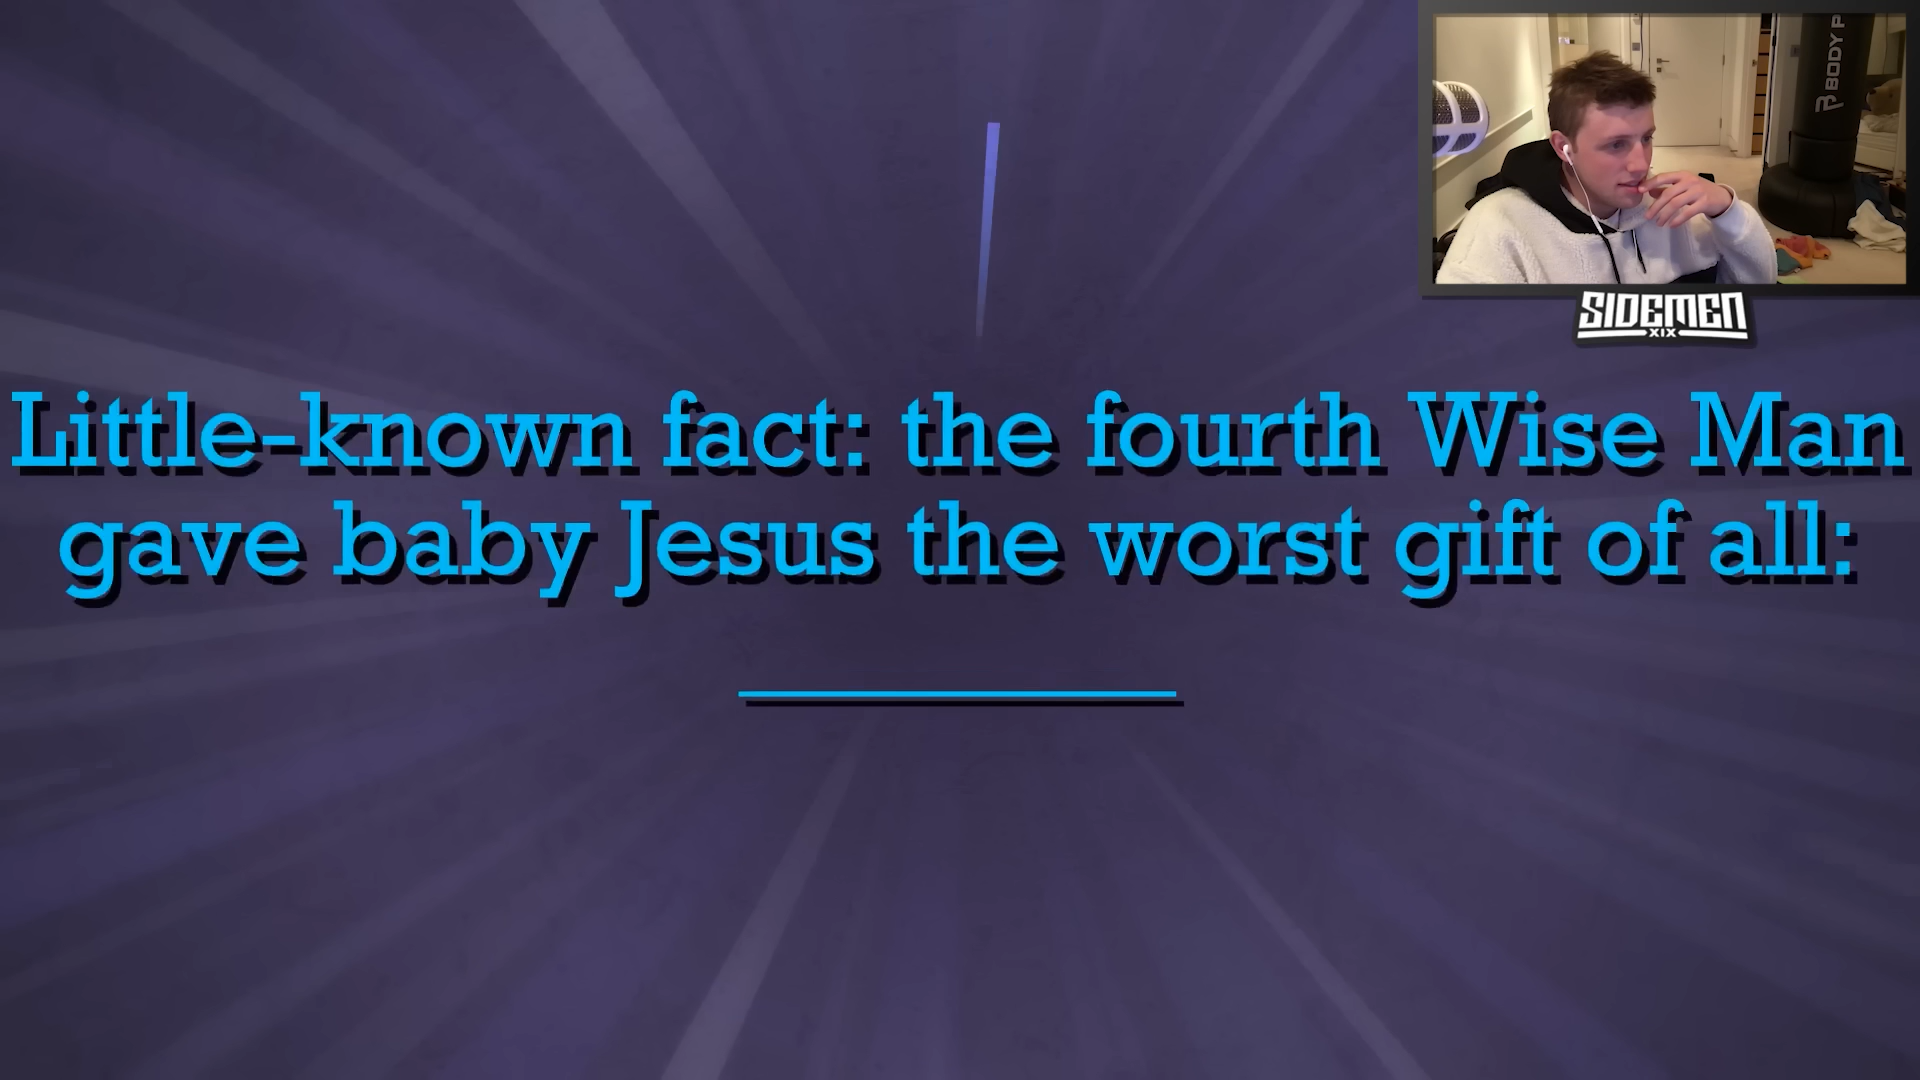 BODY P
SIDEMEN
XIX
Little-known fact: the fourth Wise Man
gave baby Jesus the worst gift of all: